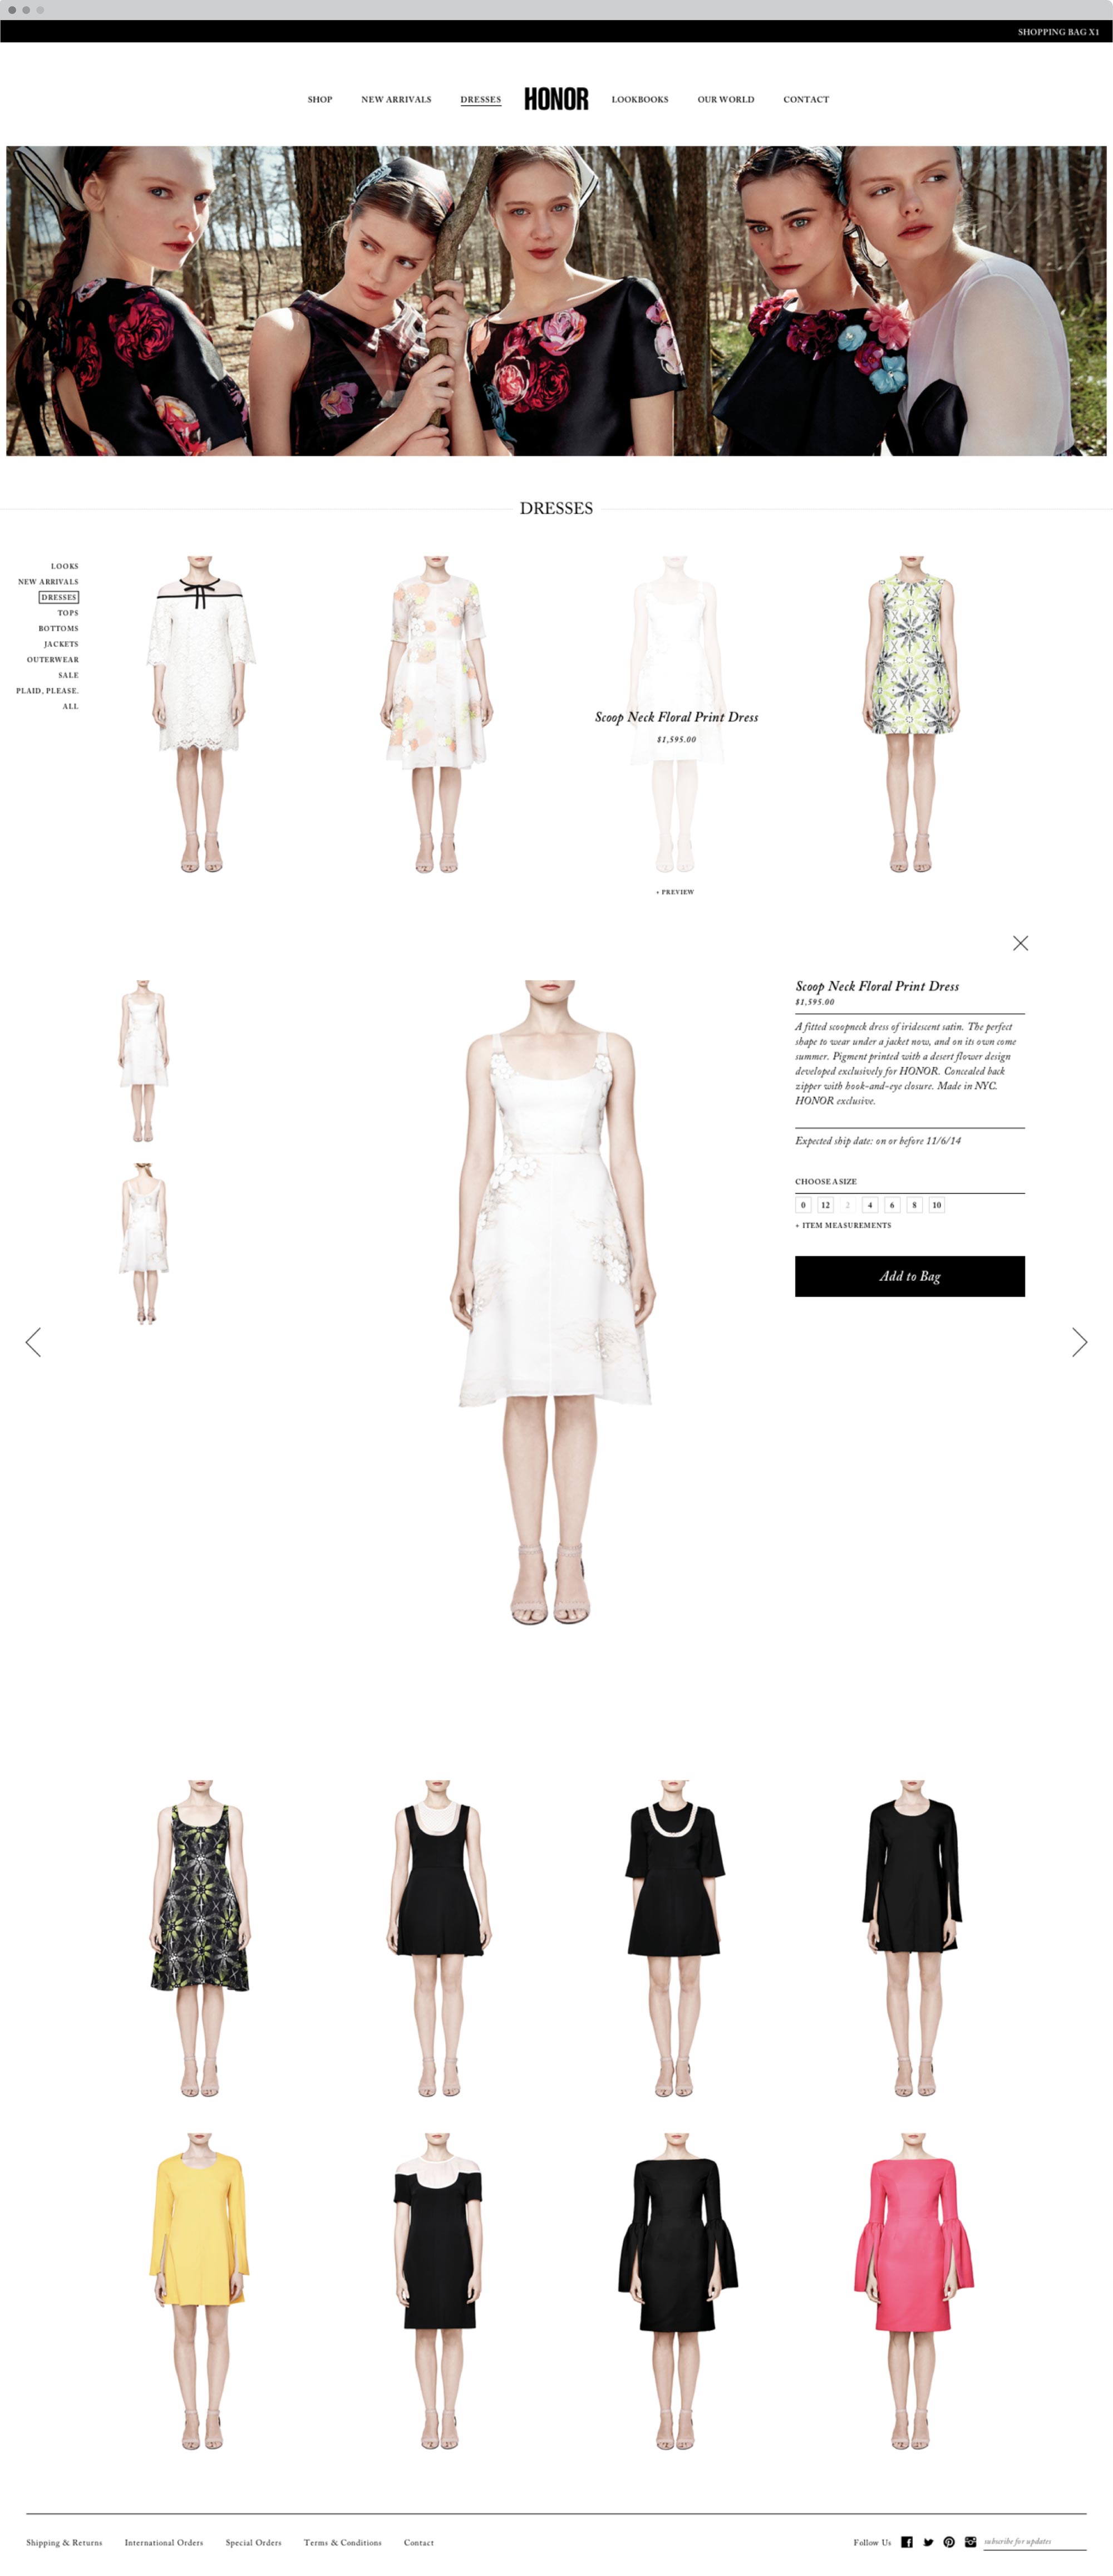 SHOPPING BAG X1
SHOP NEW ARRIVALS DRESSES HONOR LOOKBOOKS OUR WORLD CONTACT
DRESSES
LOOKS
NEW ARRIVALS
DRESSES
TOPS
BOTTOMS
JACKETS
OUTERWEAR
SALE
PLAID, PLEASE.
ALL
Scoop Neck Floral Print Dress
$1,595.00
+ PREVIEW
Scoop Neck Floral Print Dress
$1,595.00
A fitted scoopneck dress of iridescent satin. The perfect
shape to wear under a jacket now, and on its own come
summer. Pigment printed with a desert flower design
developed exclusively for HONOR. Concealed back
zipper with hook-and-eye closure. Made in NYC.
HONOR exclusive.
Expected ship date: on or before 11/6/14
CHOOSE A SIZE
0 12 2 4 6 8 10
+ ITEM MEASUREMENTS
Add to Bag
Shipping & Returns International Orders Special Orders Terms & Conditions Contact Follow Us subscribe for updates